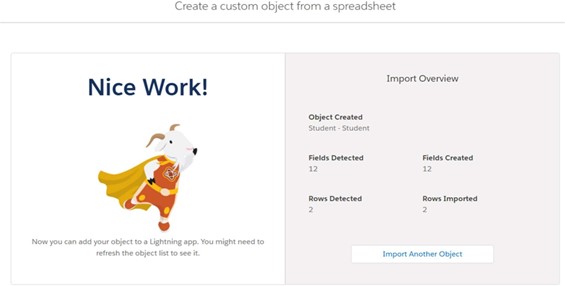 Create a custom object from a spreadsheet
Nice Work!
Now you can add your object to a Lightning app. You might need to
refresh the object list to see it.
Import Overview
Object Created
Student - Student
Fields Detected
12
Fields Created
12
Rows Detected
2
Rows Imported
2
Import Another Object